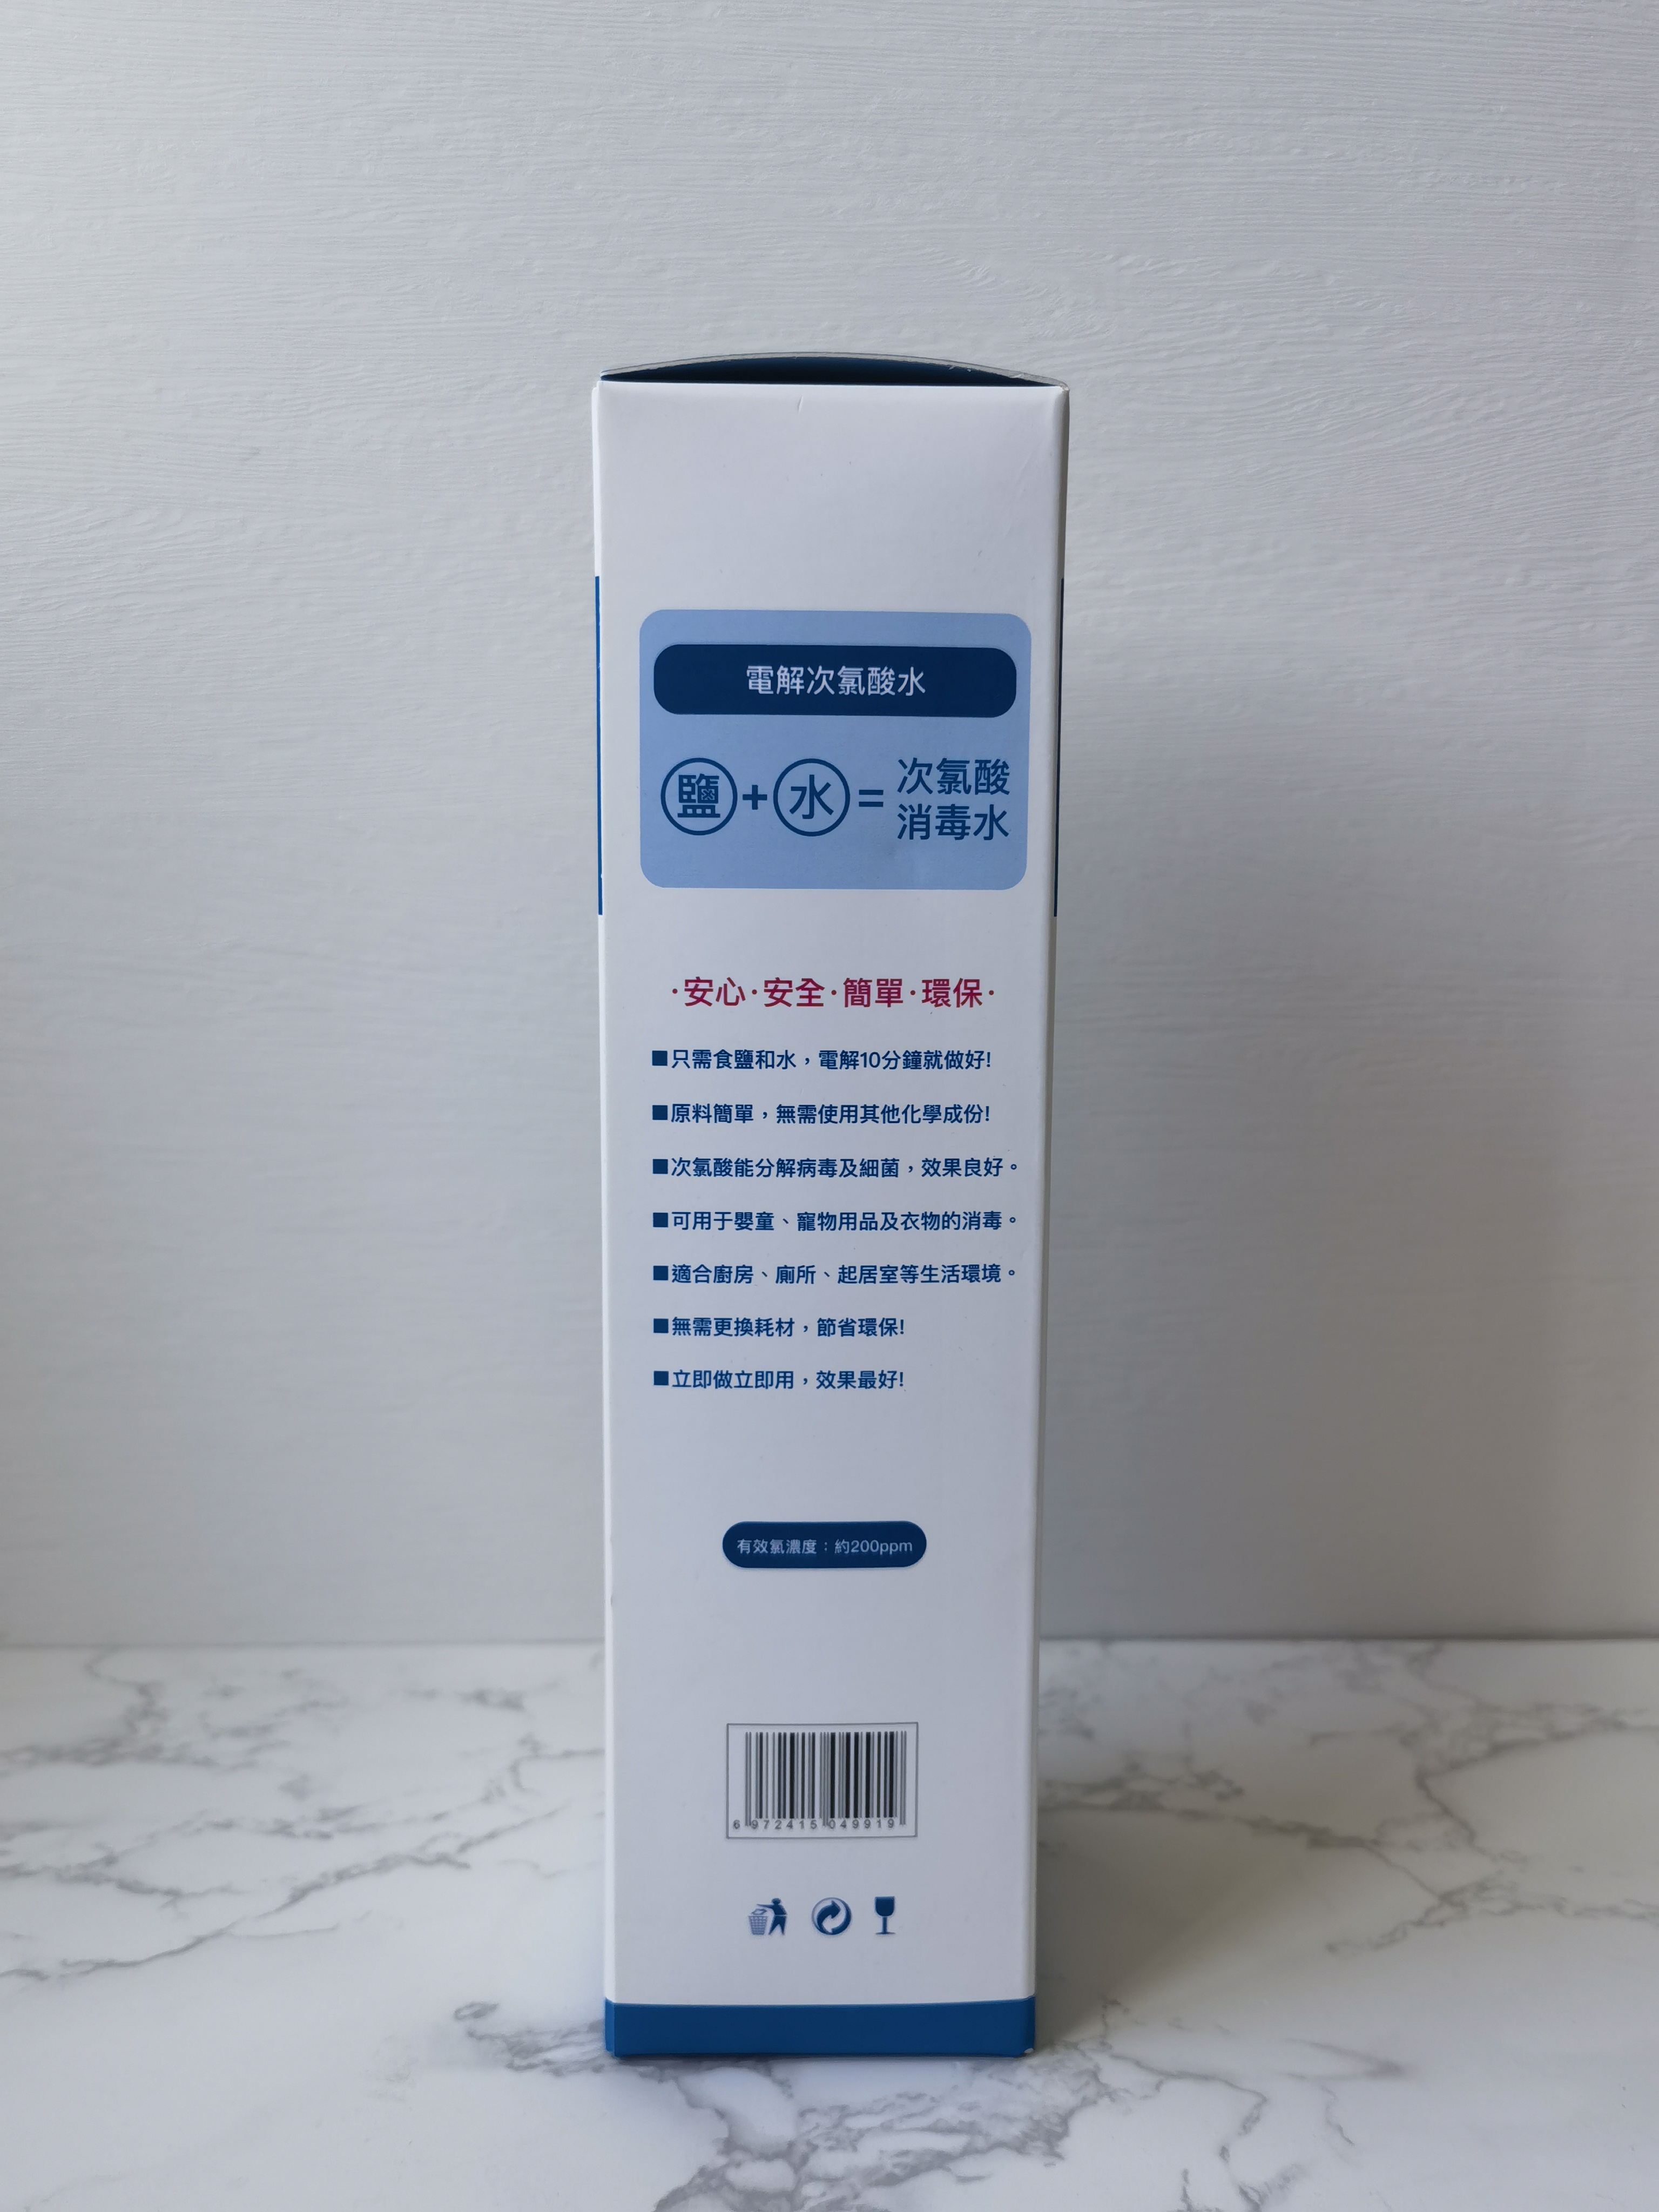 電解次氯酸水
鹽+水=次氯酸
消毒水
·安心·安全·簡單·環保·
■只需食鹽和水，電解10分鐘就做好!
■原料簡單，無需使用其他化學成份!
■次氯酸能分解病毒及細菌，效果良好。
■可用于嬰童、寵物用品及衣物的消毒。
■適合廚房、廁所、起居室等生活環境。
■無需更換耗材，節省環保!
■立即做立即用，效果最好!
有效氯濃度：約200ppm
6 972415 049919